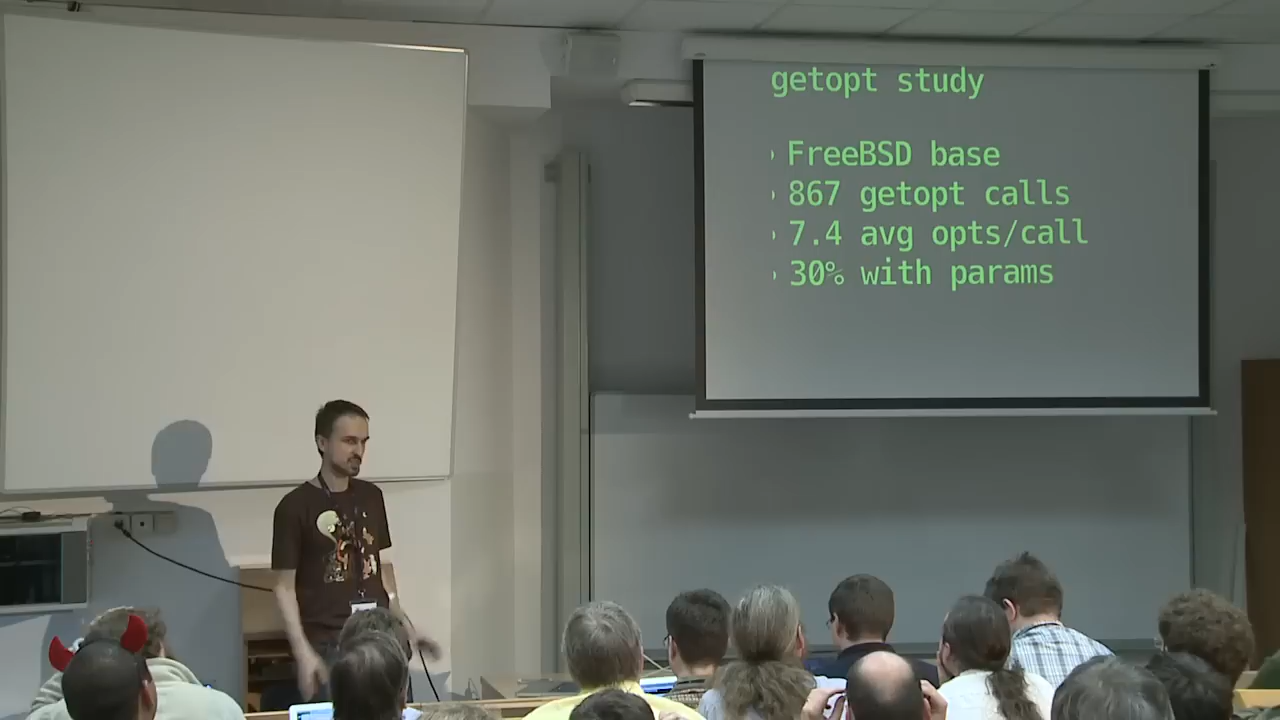 getopt study
FreeBSD base
867 getopt calls
7.4 avg opts/call
30% with params